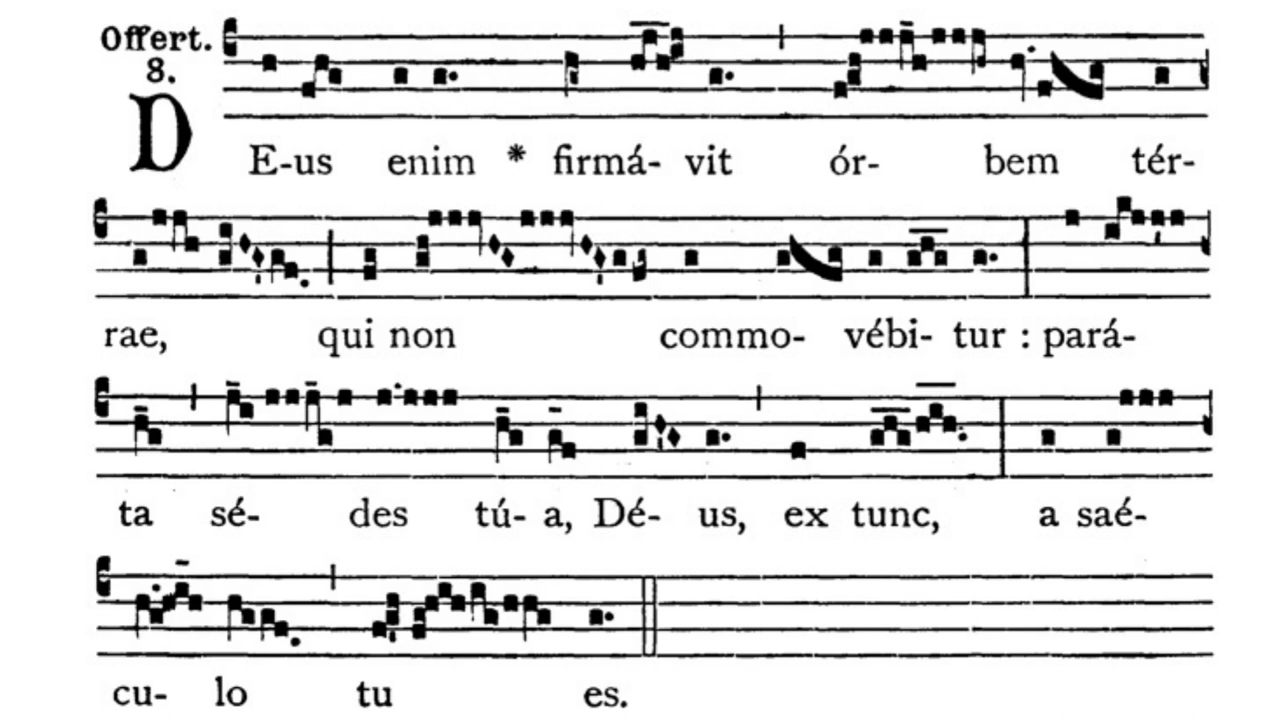 Offert.
8.
DE-us enim * firmá- vit ór- bem tér-
rae, qui non commo- vébi- tur : pará-
ta sé- des tú- a, Dé- us, ex tunc, a saé-
cu- lo tu es.